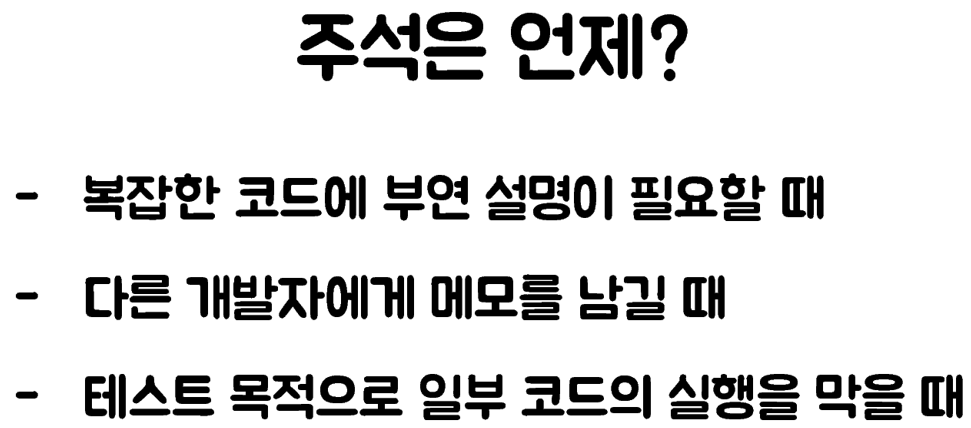 주석은 언제?
- 복잡한 코드에 부연 설명이 필요할 때
- 다른 개발자에게 메모를 남길 때
- 테스트 목적으로 일부 코드의 실행을 막을 때